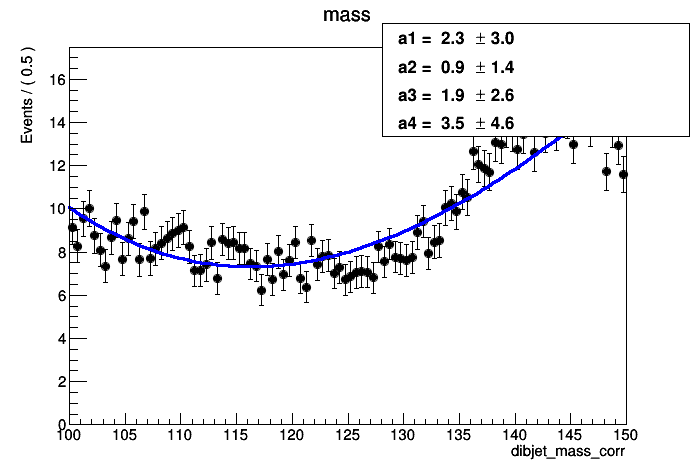 mass
a1 = 2.3 ± 3.0
a2 = 0.9 ± 1.4
a3 = 1.9 ± 2.6
a4 = 3.5 ± 4.6
Events / ( 0.5 )
16
14
12
10
8
6
4
2
0
100 105 110 115 120 125 130 135 140 145 150
dibjet_mass_corr